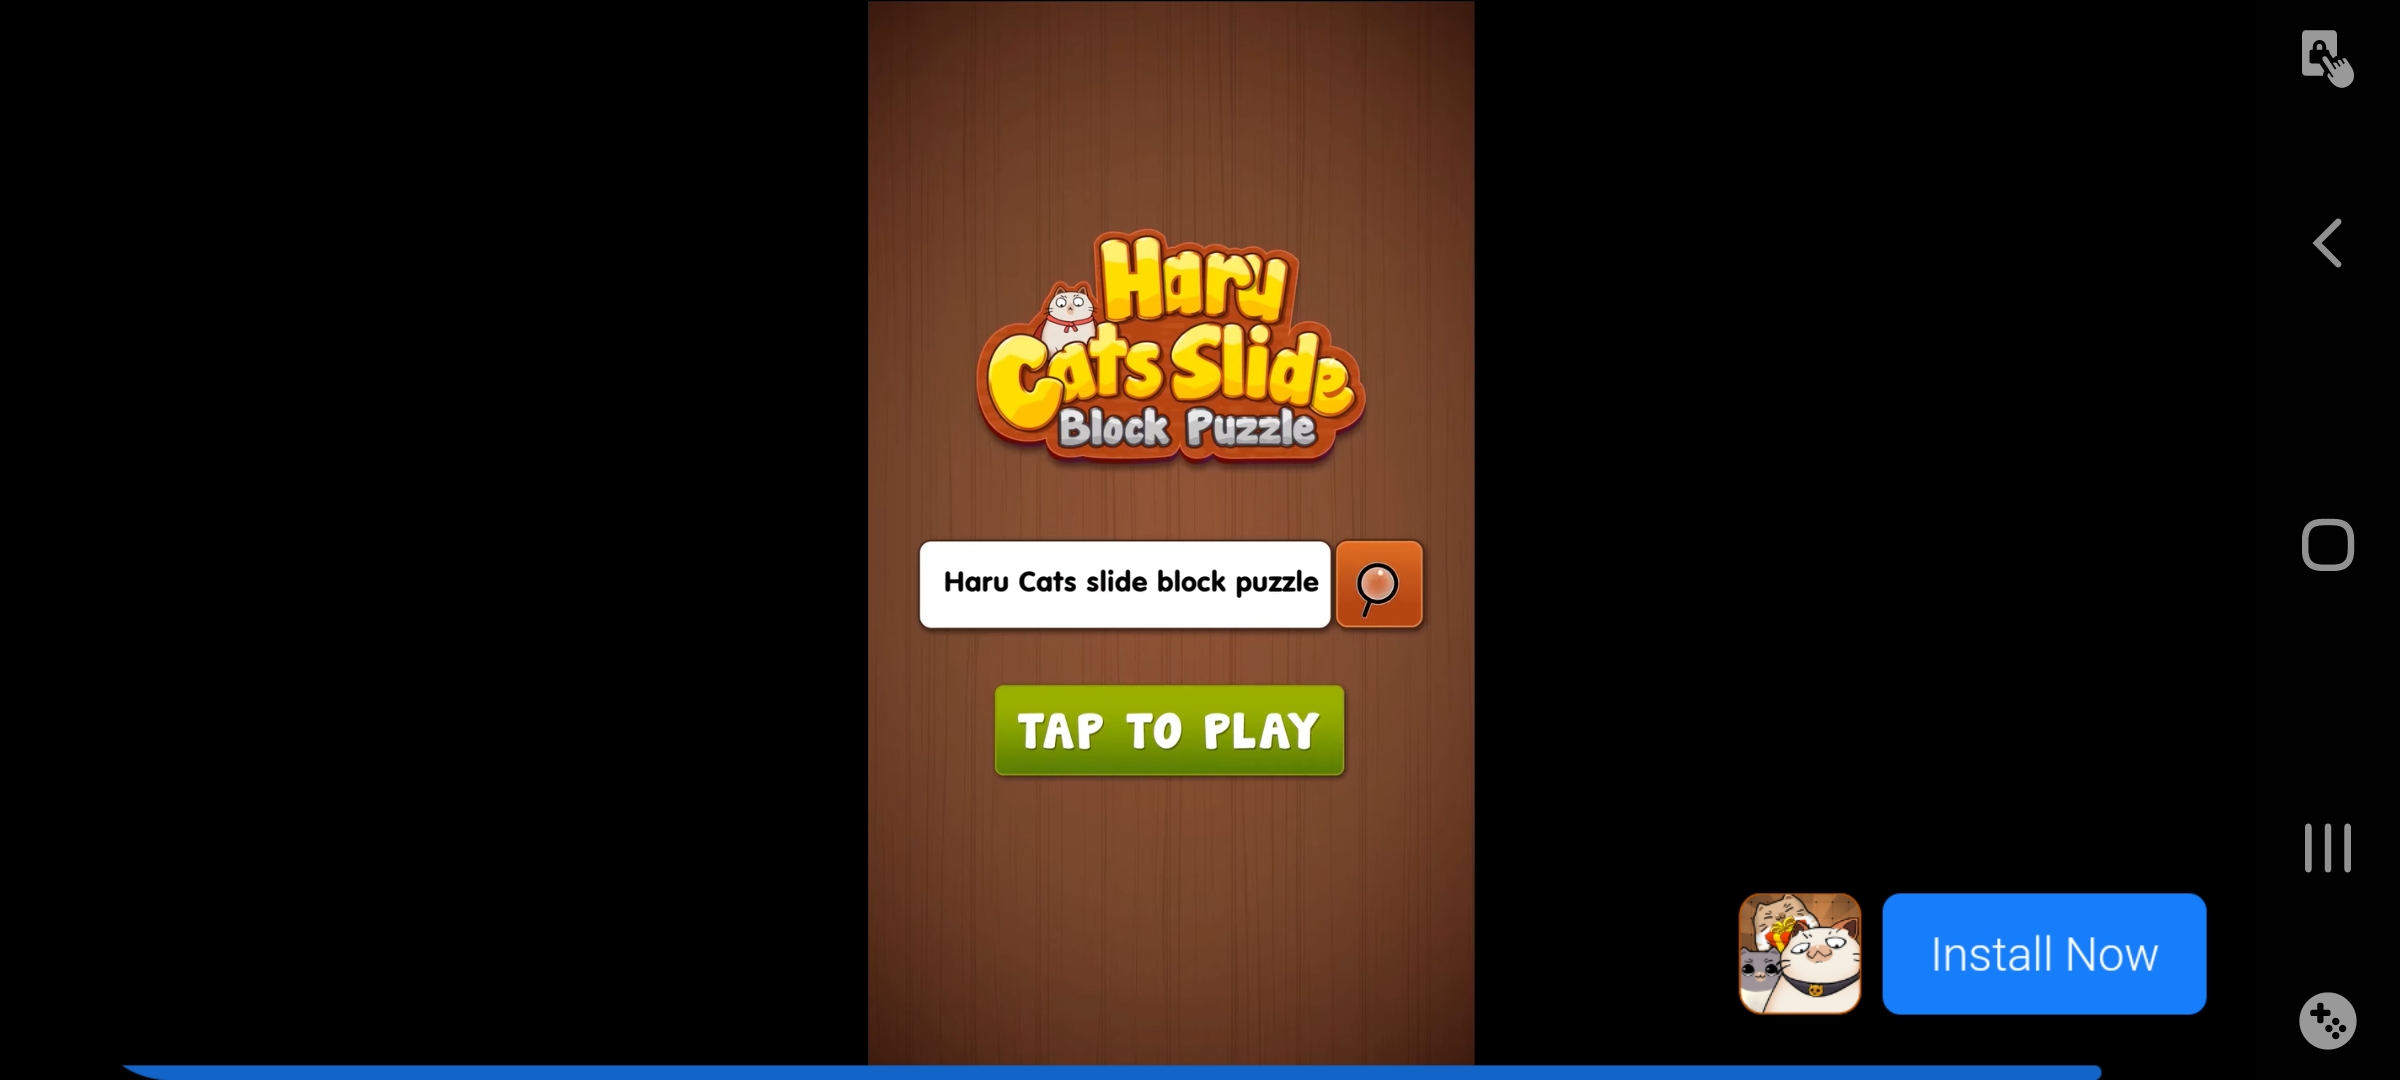 Haru
Cats Slide
Block Puzzle
Haru Cats slide block puzzle
TAP TO PLAY
Install Now